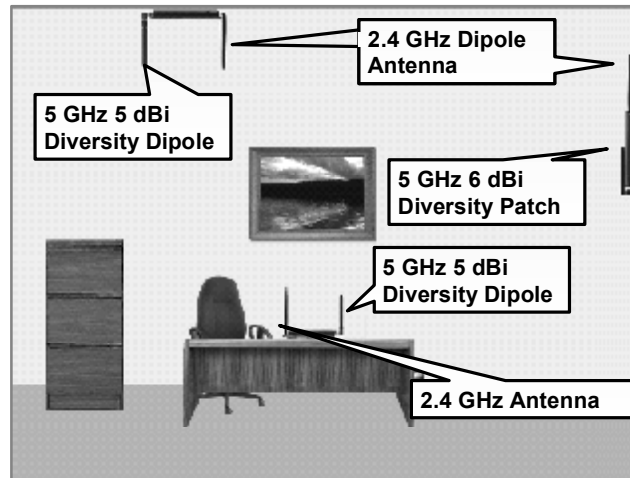 2.4 GHz Dipole
Antenna
5 GHz 5 dBi
Diversity Dipole
5 GHz 6 dBi
Diversity Patch
5 GHz 5 dBi
Diversity Dipole
2.4 GHz Antenna